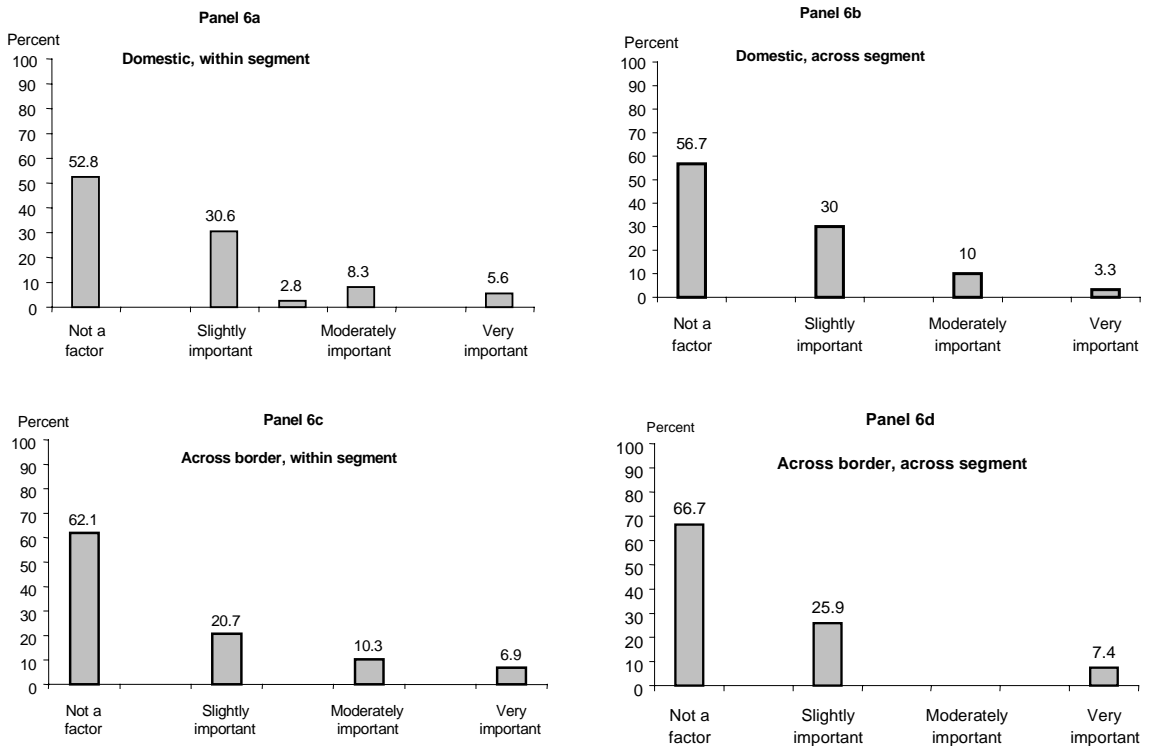 Panel 6a
Percent
Domestic, within segment
100
90
80
70
60
50
40
30
20
10
0
52.8
30.6
2.8
8.3
5.6
Not a
factor
Slightly
important
Moderately
important
Very
important
Panel 6b
Percent
Domestic, across segment
100
90
80
70
60
50
40
30
20
10
0
56.7
30
10
3.3
Not a
factor
Slightly
important
Moderately
important
Very
important
Panel 6c
Percent
Across border, within segment
100
90
80
70
60
50
40
30
20
10
0
62.1
20.7
10.3
6.9
Not a
factor
Slightly
important
Moderately
important
Very
important
Panel 6d
Percent
Across border, across segment
100
90
80
70
60
50
40
30
20
10
0
66.7
25.9
7.4
Not a
factor
Slightly
important
Moderately
important
Very
important